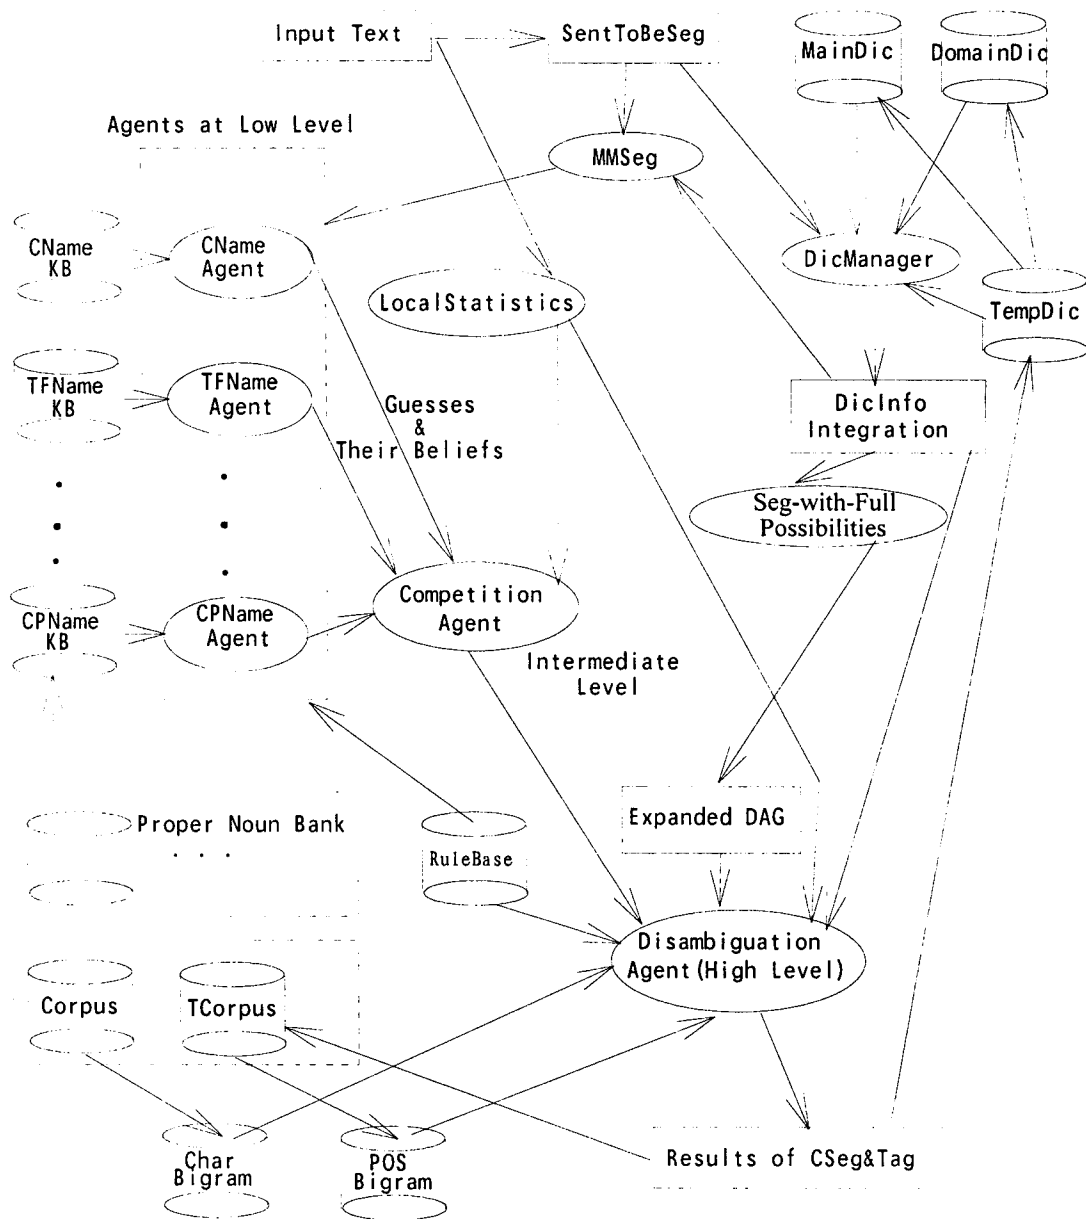 Input Text
SentToBeSeg
MainDic
DomainDic
Agents at Low Level
MMSeg
CName
KB
CName
Agent
DicManager
LocalStatistics
TempDic
TFName
KB
TFName
Agent
Guesses
&
Their Beliefs
DicInfo
Integration
Seg-with-Full
Possibilities
CPName
KB
CPName
Agent
Competition
Agent
Intermediate
Level
Proper Noun Bank
. . .
RuleBase
Expanded DAG
Disambiguation
Agent(High Level)
Corpus
TCorpus
Char
Bigram
POS
Bigram
Results of CSeg&Tag